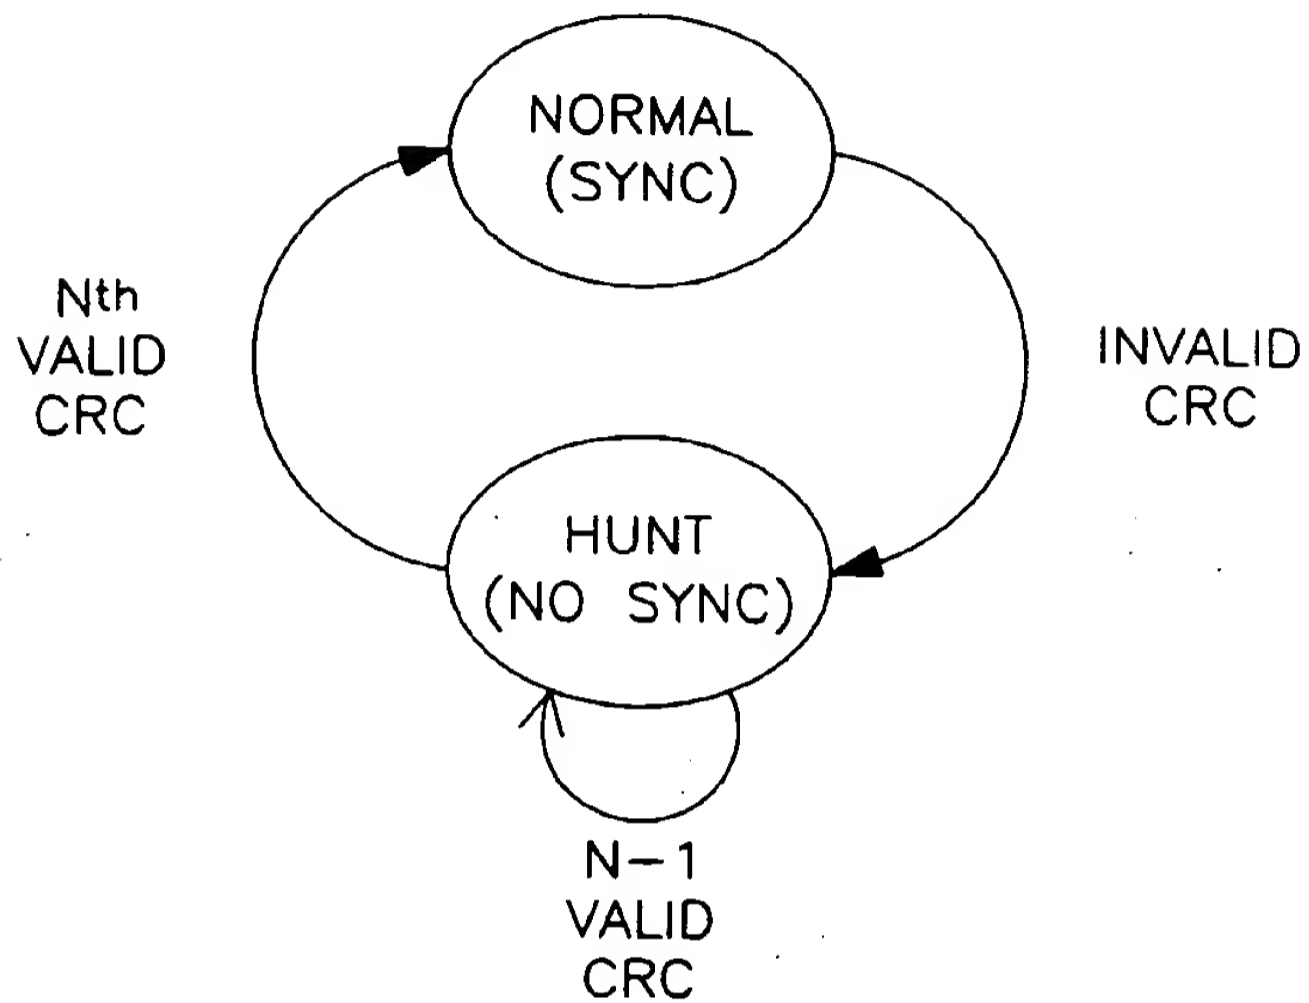 NORMAL
(SYNC)
Nth
VALID
CRC
INVALID
CRC
HUNT
(NO SYNC)
N-1
VALID
CRC